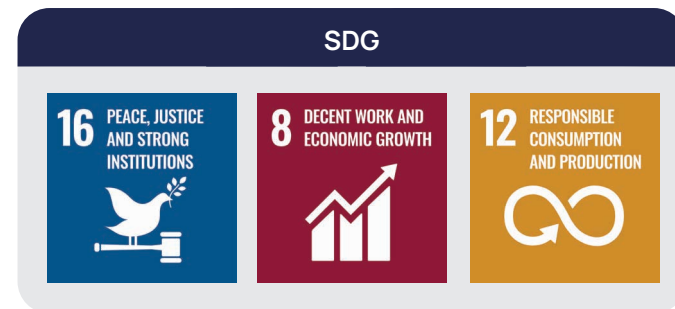 SDG
16 PEACE, JUSTICE
AND STRONG
INSTITUTIONS
8 DECENT WORK AND
ECONOMIC GROWTH
12 RESPONSIBLE
CONSUMPTION
AND PRODUCTION